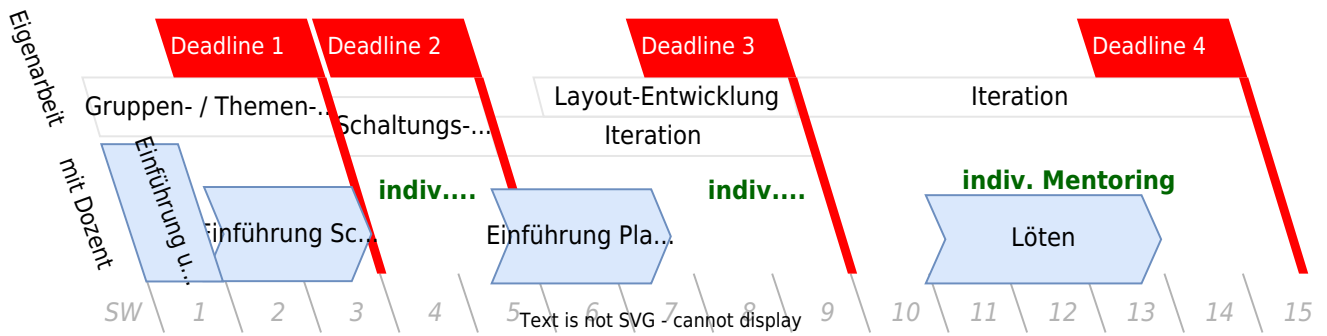 Deadline 1
Deadline 2
Deadline 3
Deadline 4
Eigenarbeit
Gruppen- / Themen-...
Schaltungs-...
Layout-Entwicklung
Iteration
Iteration
mit Dozent
Einführung u...
Einführung Sc...
indiv....
Einführung Pla...
indiv....
indiv. Mentoring
Löten
SW 1 2 3 4 5 6 7 8 9 10 11 12 13 14 15
Text is not SVG - cannot display